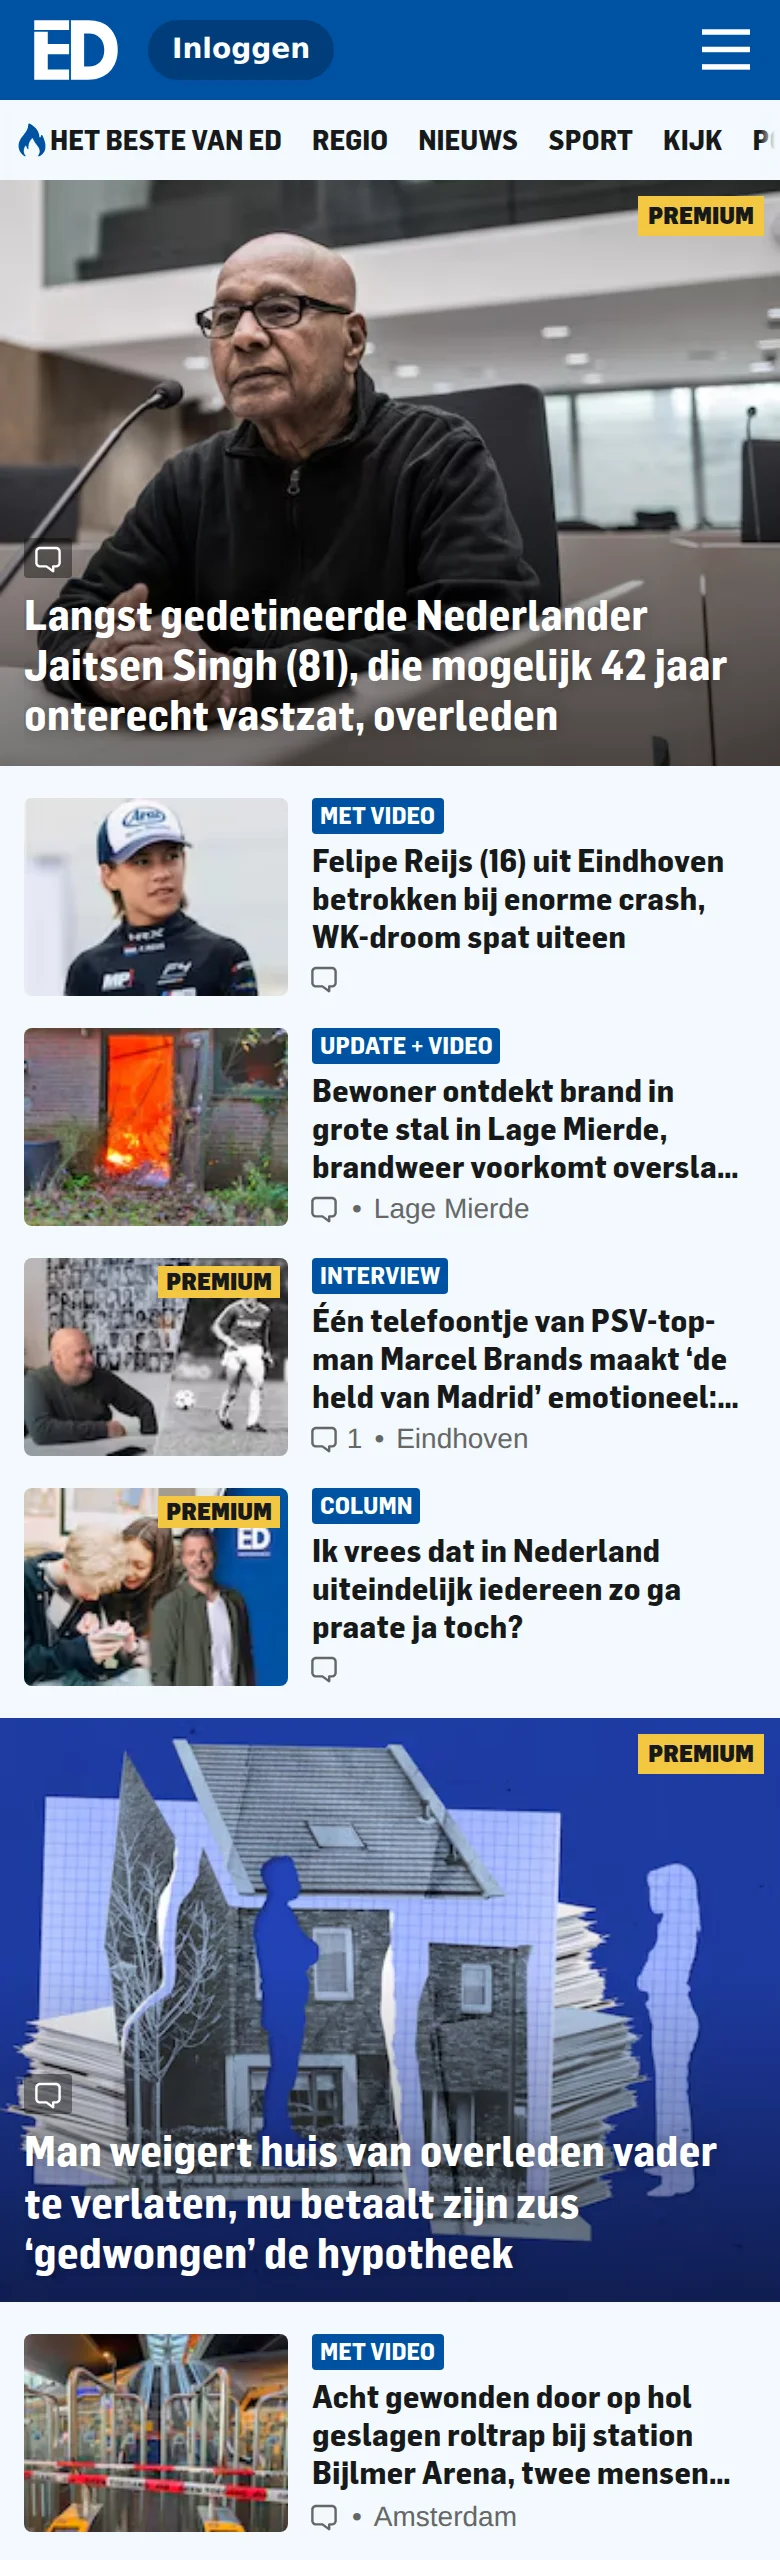 ED
Inloggen
HET BESTE VAN ED REGIO NIEUWS SPORT KIJK
PREMIUM
Langst gedetineerde Nederlander
Jaitsen Singh (81), die mogelijk 42 jaar
onterecht vastzat, overleden
Arai
MP
F4
MET VIDEO
Felipe Reijs (16) uit Eindhoven
betrokken bij enorme crash,
WK-droom spat uiteen
UPDATE + VIDEO
Bewoner ontdekt brand in
grote stal in Lage Mierde,
brandweer voorkomt oversla...
• Lage Mierde
PREMIUM
INTERVIEW
Één telefoontje van PSV-top-
man Marcel Brands maakt ‘de
held van Madrid’ emotioneel:...
1 • Eindhoven
PREMIUM
ED
COLUMN
Ik vrees dat in Nederland
uiteindelijk iedereen zo ga
praate ja toch?
PREMIUM
Man weigert huis van overleden vader
te verlaten, nu betaalt zijn zus
‘gedwongen’ de hypotheek
MET VIDEO
Acht gewonden door op hol
geslagen roltrap bij station
Bijlmer Arena, twee mensen...
• Amsterdam